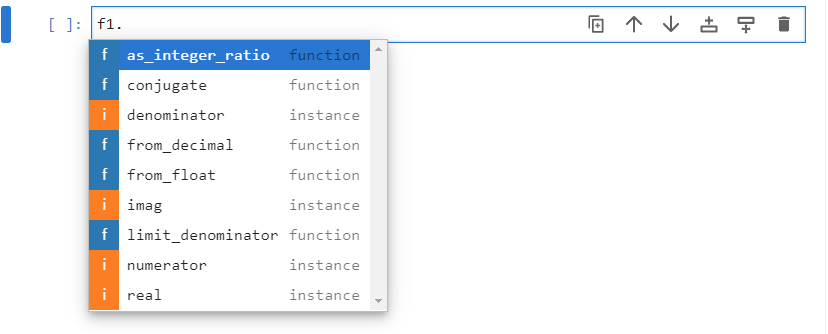 [ ]: f1.
f as_integer_ratio function
f conjugate function
i denominator instance
f from_decimal function
f from_float function
i imag instance
f limit_denominator function
i numerator instance
i real instance